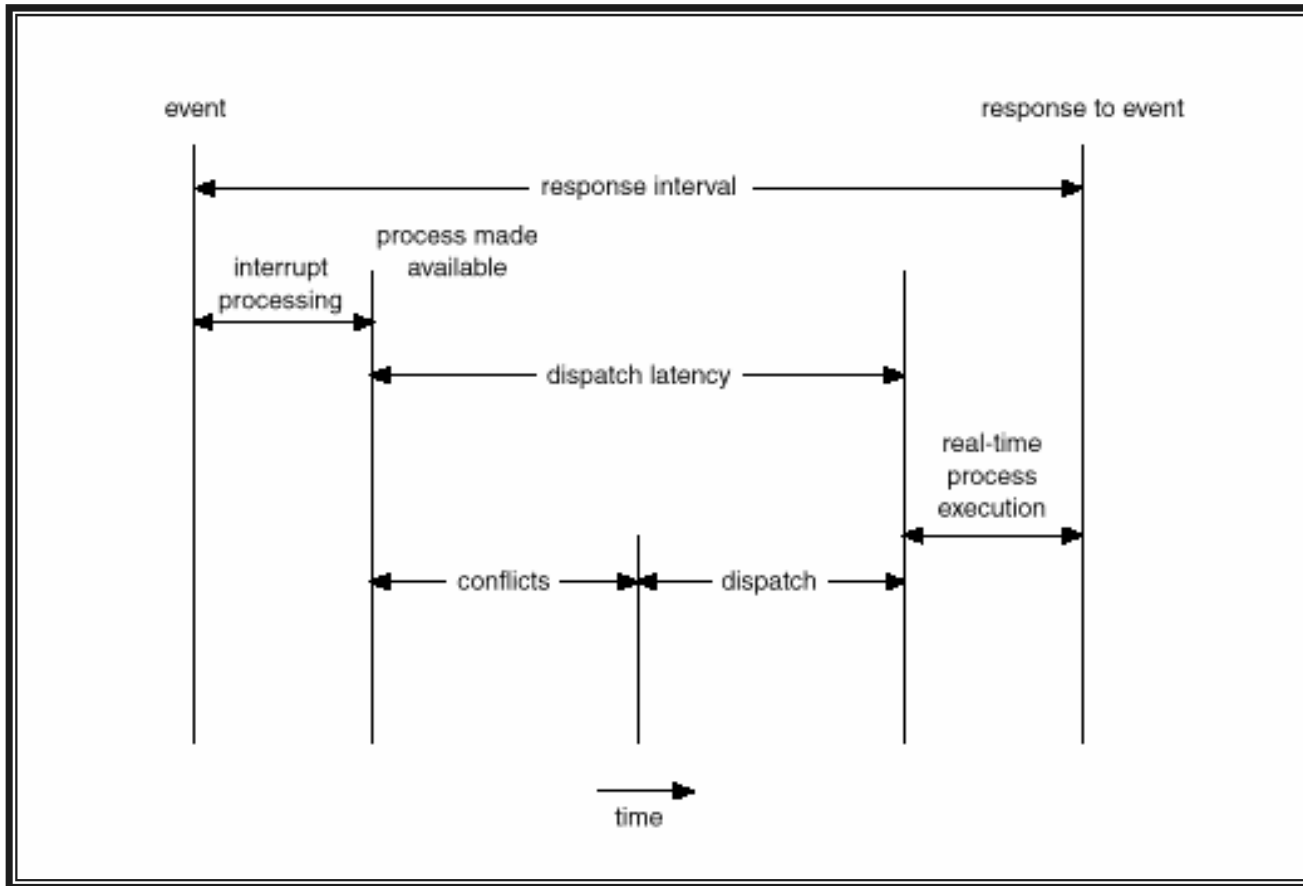 event
response to event
response interval
process made
available
interrupt
processing
dispatch latency
real-time
process
execution
conflicts
dispatch
time